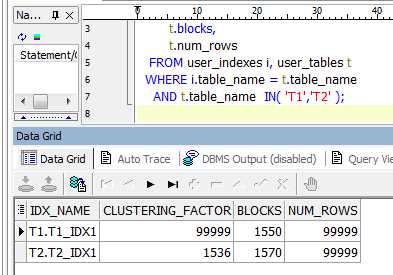 Na...
Statement/
0 10 20 30 40
3 t.blocks,
4 t.num_rows
5 FROM user_indexes i, user_tables t
6 WHERE i.table_name = t.table_name
7 AND t.table_name IN( 'T1','T2' );
8
Data Grid
Data Grid Auto Trace DBMS Output (disabled) Query Vie
IDX_NAME CLUSTERING_FACTOR BLOCKS NUM_ROWS
T1.T1_IDX1 99999 1550 99999
T2.T2_IDX1 1536 1570 99999